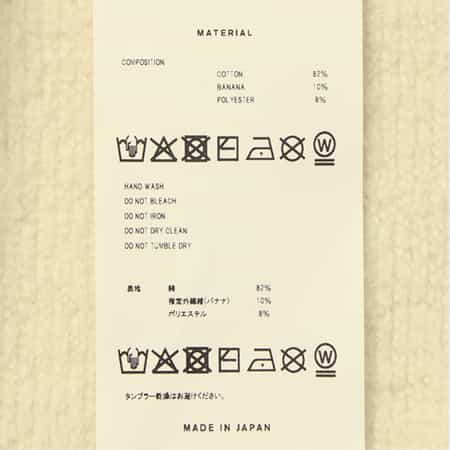 MATERIAL
COMPOSITION
COTTON 82%
BANANA 10%
POLYESTER 8%
W
HAND WASH
DO NOT BLEACH
DO NOT IRON
DO NOT DRY CLEAN
DO NOT TUMBLE DRY
表地 綿 82%
指定外繊維(バナナ) 10%
ポリエステル 8%
W
タンブラー乾燥はお避けください。
MADE IN JAPAN